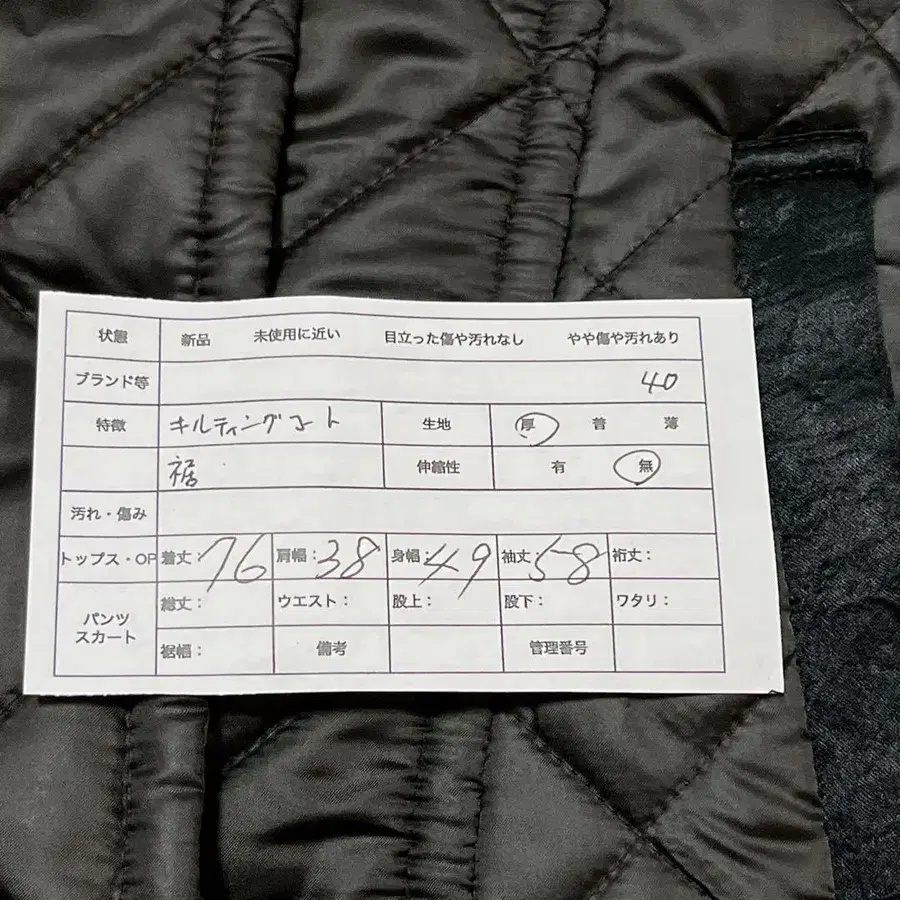 状態 新品 未使用に近い 目立った傷や汚れなし やや傷や汚れあり
ブランド等 40
特徴 キルティングコート 生地 厚 普 薄
裾 伸縮性 有 無
汚れ・傷み
トップス・OP 着丈：76 肩幅：38 身幅：49 袖丈58 裄丈：
パンツ スカート 総丈： ウエスト： 股上： 股下： ワタリ：
裾幅： 備考 管理番号